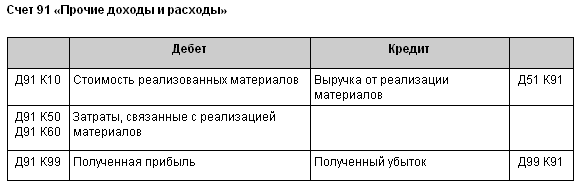 Счет 91 «Прочие доходы и расходы»
Дебет Кредит
Д91 К10 Стоимость реализованных материалов Выручка от реализации Д51 К91
материалов
Д91 К50 Затраты, связанные с реализацией
Д91 К60 материалов
Д91 К99 Полученная прибыль Полученный убыток Д99 К91